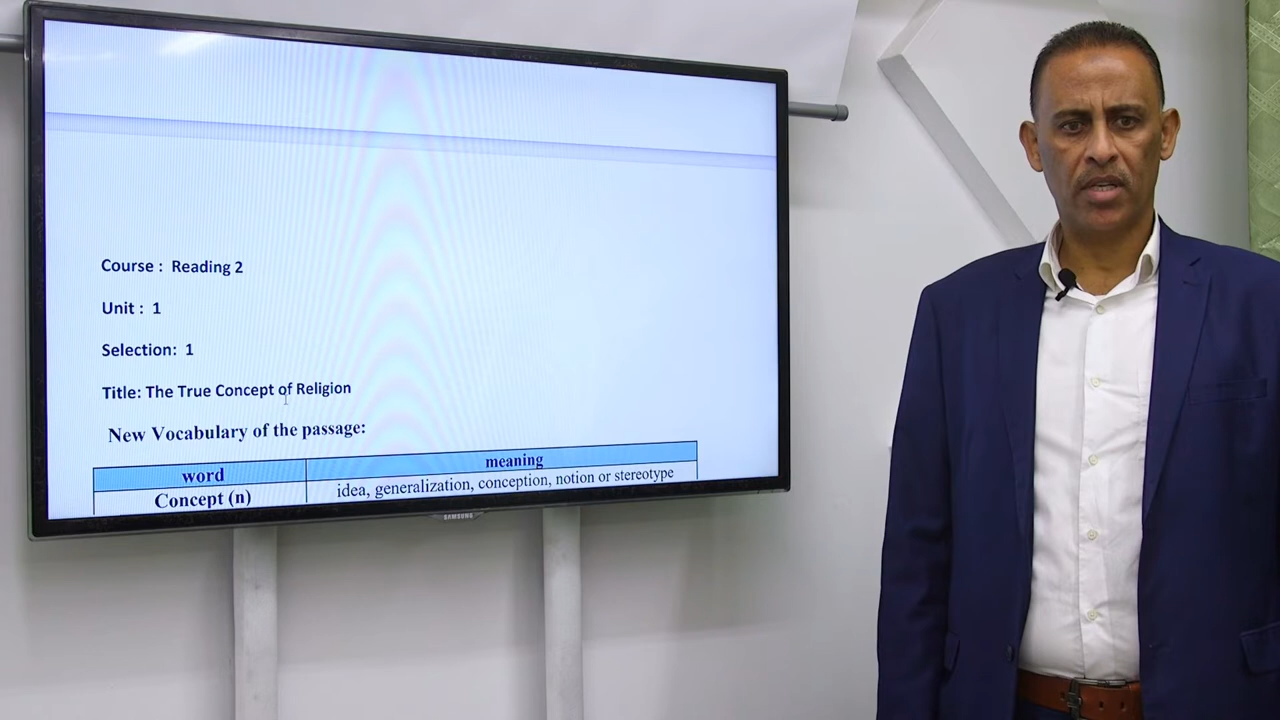 Course : Reading 2
Unit : 1
Selection: 1
Title: The True Concept of Religion
New Vocabulary of the passage:
word meaning
Concept (n) idea, generalization, conception, notion or stereotype
SAMSUNG